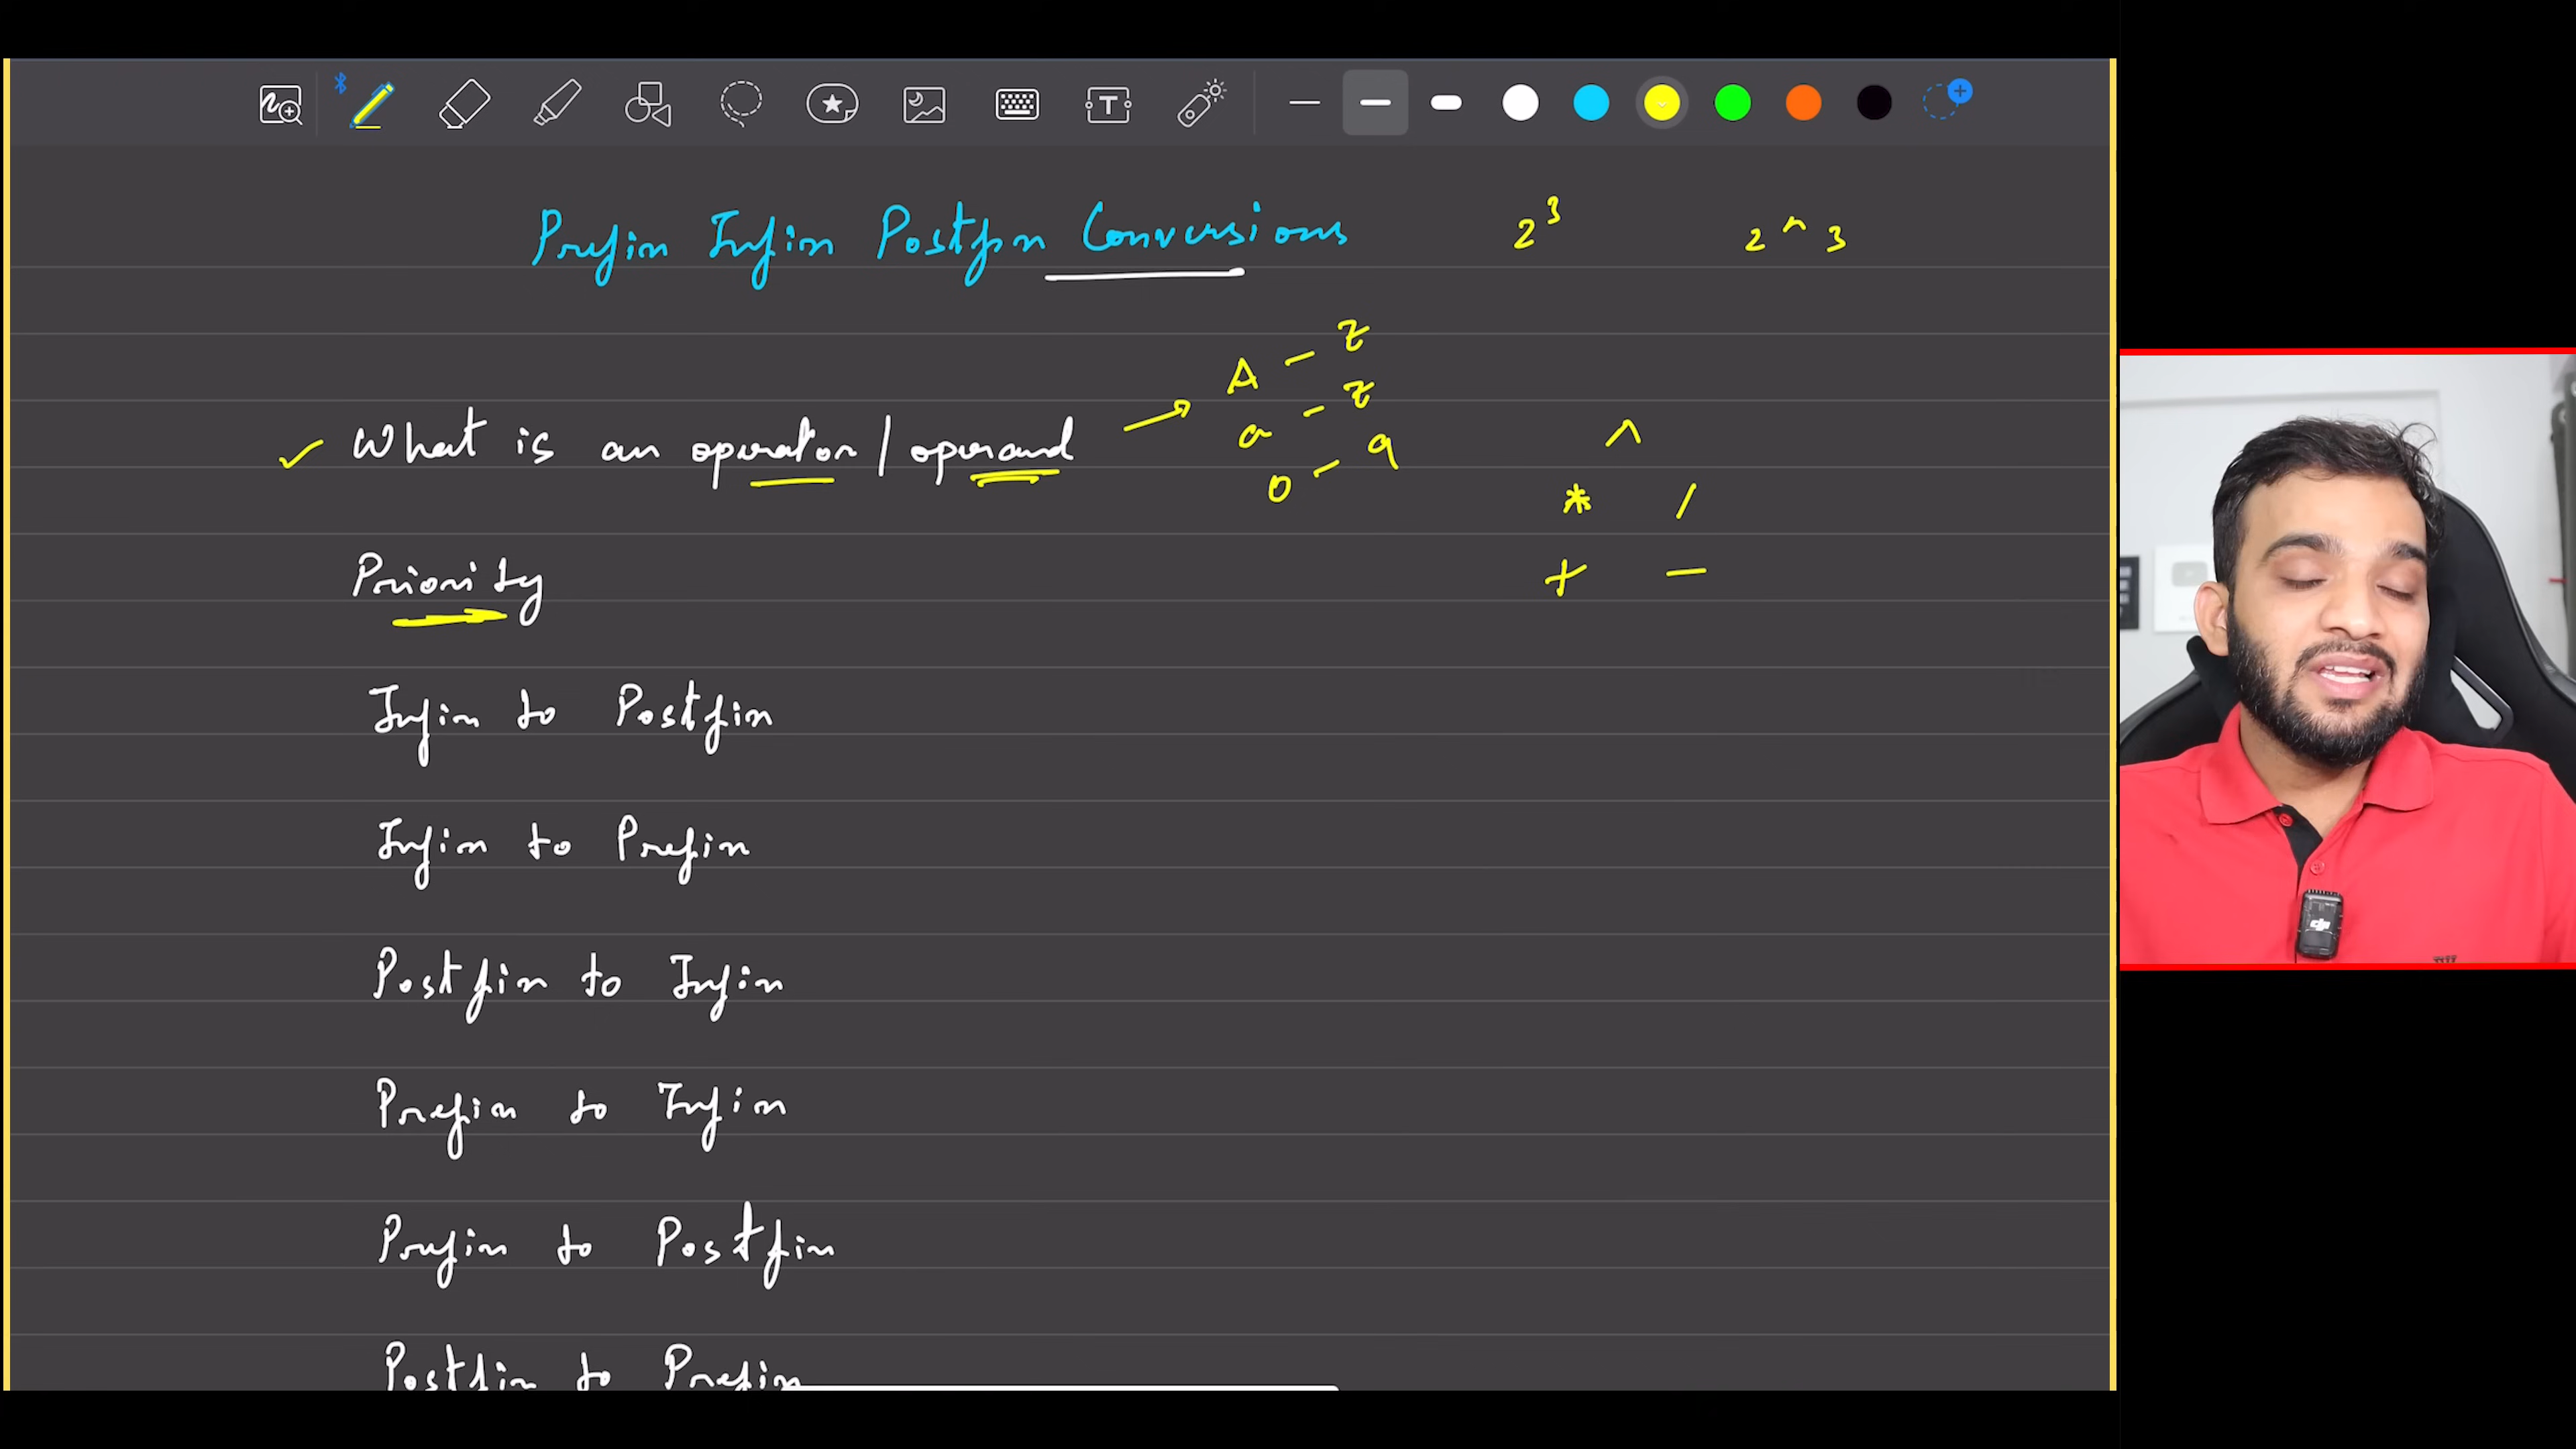 Prefix Infix Postfix Conversions
2^3
2 ^ 3
A - Z
a - z
0 - 9
✓ What is an operator / operand →
^
* /
+ -
Priority
Infix to Postfix
Infix to Prefix
Postfix to Infix
Prefix to Infix
Prefix to Postfix
Postfix to Prefix